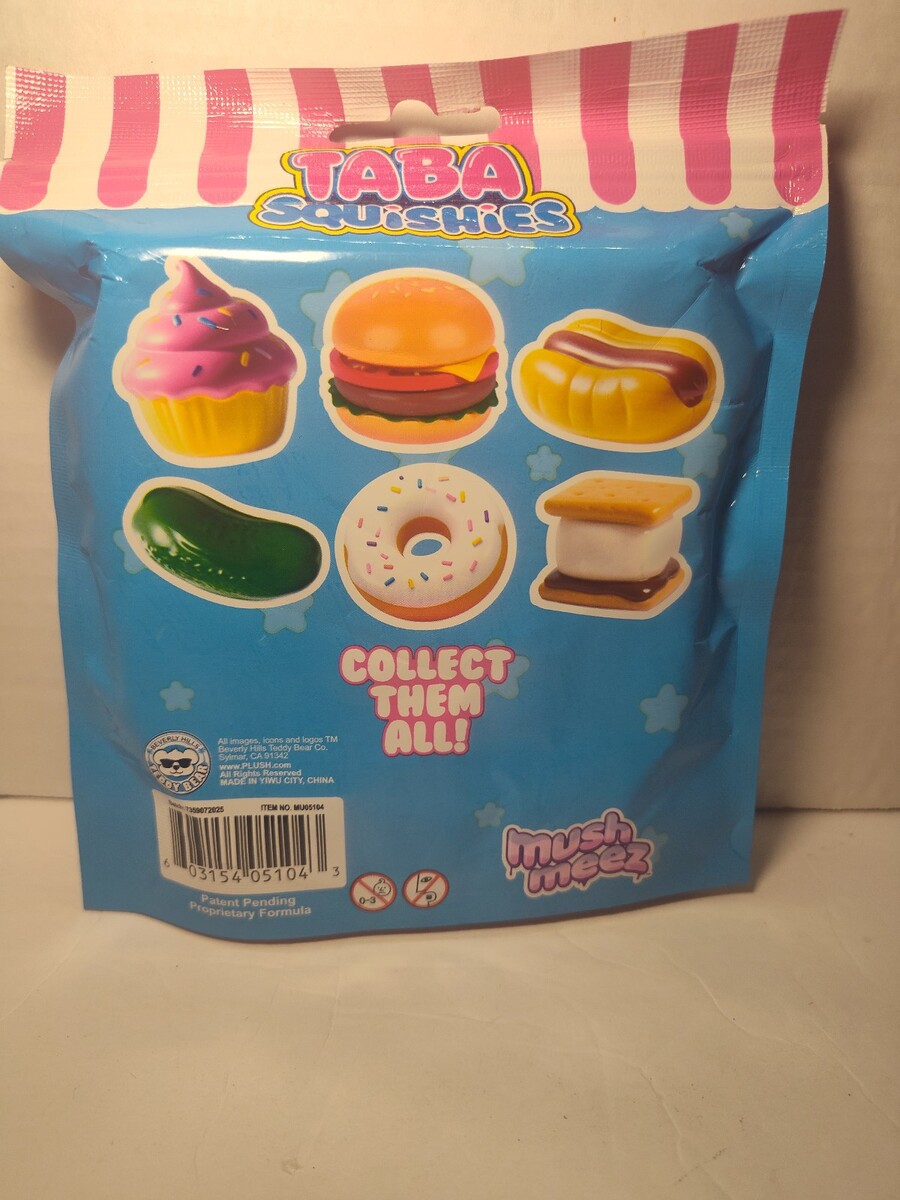 TABA
SQUISHIES
COLLECT
THEM
ALL!
BEVERLY HILLS
TEDDY BEAR
All images, icons and logos TM
Beverly Hills Teddy Bear Co.
Sylmar, CA 91342
www.PLUSH.com
All Rights Reserved
MADE IN YIWU CITY, CHINA
7359072025 ITEM NO. MU05104
6 03154 05104 3
Patent Pending
Proprietary Formula
0-3
mush
meez